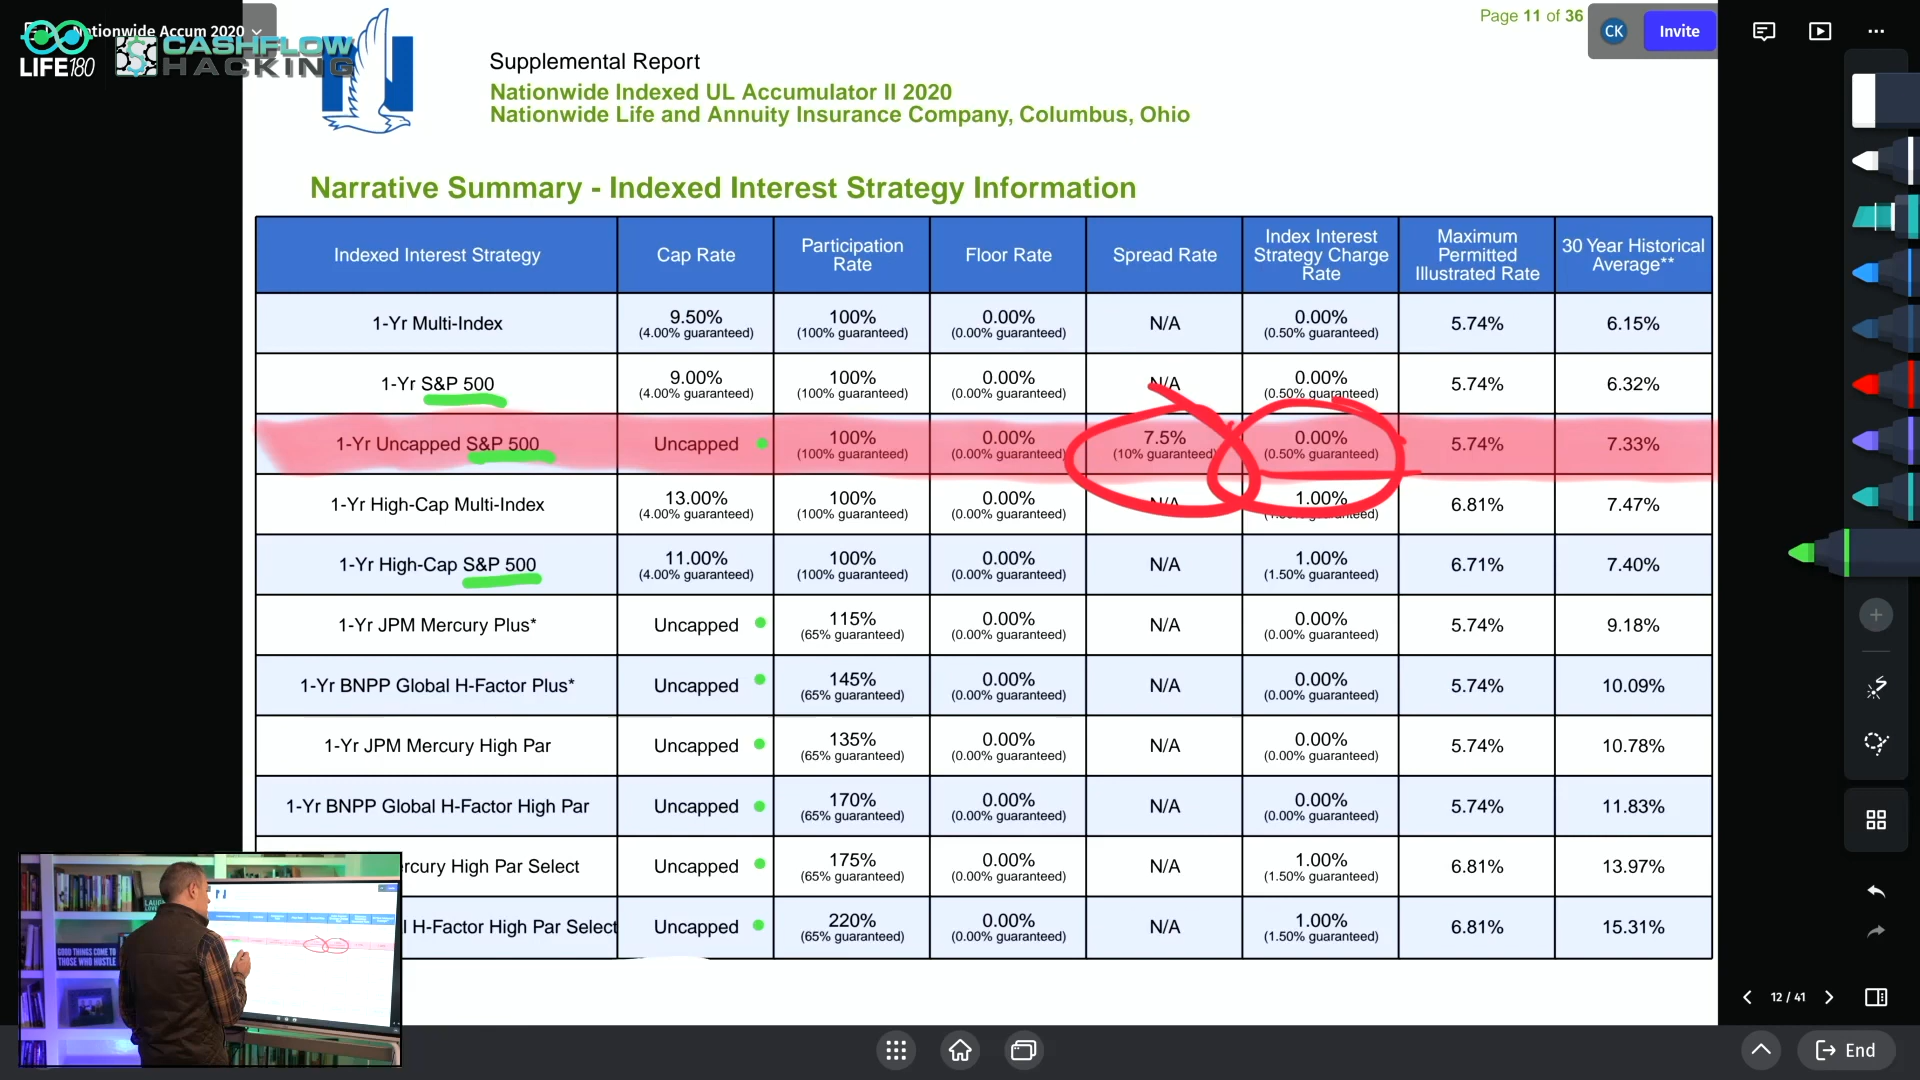 Nationwide Accum 2020
LIFE180
CASHFLOW
HACKING
Page 11 of 36
CK
Invite
Supplemental Report
Nationwide Indexed UL Accumulator II 2020
Nationwide Life and Annuity Insurance Company, Columbus, Ohio
Narrative Summary - Indexed Interest Strategy Information
Indexed Interest Strategy Cap Rate Participation Rate Floor Rate Spread Rate Index Interest Strategy Charge Rate Maximum Permitted Illustrated Rate 30 Year Historical Average**
1-Yr Multi-Index 9.50% 100% 0.00% N/A 0.00% 5.74% 6.15%
(4.00% guaranteed) (100% guaranteed) (0.00% guaranteed) (0.50% guaranteed)
1-Yr S&P 500 9.00% 100% 0.00% N/A 0.00% 5.74% 6.32%
(4.00% guaranteed) (100% guaranteed) (0.00% guaranteed) (0.50% guaranteed)
1-Yr Uncapped S&P 500 Uncapped 100% 0.00% 7.5% 0.00% 5.74% 7.33%
(100% guaranteed) (0.00% guaranteed) (10% guaranteed) (0.50% guaranteed)
1-Yr High-Cap Multi-Index 13.00% 100% 0.00% N/A 1.00% 6.81% 7.47%
(4.00% guaranteed) (100% guaranteed) (0.00% guaranteed)
1-Yr High-Cap S&P 500 11.00% 100% 0.00% N/A 1.00% 6.71% 7.40%
(4.00% guaranteed) (100% guaranteed) (0.00% guaranteed) (1.50% guaranteed)
1-Yr JPM Mercury Plus* Uncapped 115% 0.00% N/A 0.00% 5.74% 9.18%
(65% guaranteed) (0.00% guaranteed) (0.00% guaranteed)
1-Yr BNPP Global H-Factor Plus* Uncapped 145% 0.00% N/A 0.00% 5.74% 10.09%
(65% guaranteed) (0.00% guaranteed) (0.00% guaranteed)
1-Yr JPM Mercury High Par Uncapped 135% 0.00% N/A 0.00% 5.74% 10.78%
(65% guaranteed) (0.00% guaranteed) (0.00% guaranteed)
1-Yr BNPP Global H-Factor High Par Uncapped 170% 0.00% N/A 0.00% 5.74% 11.83%
(65% guaranteed) (0.00% guaranteed) (0.00% guaranteed)
rcury High Par Select Uncapped 175% 0.00% N/A 1.00% 6.81% 13.97%
(65% guaranteed) (0.00% guaranteed) (1.50% guaranteed)
l H-Factor High Par Select Uncapped 220% 0.00% N/A 1.00% 6.81% 15.31%
(65% guaranteed) (0.00% guaranteed) (1.50% guaranteed)
GOOD THINGS COME TO
THOSE WHO HUSTLE
12 / 41
End